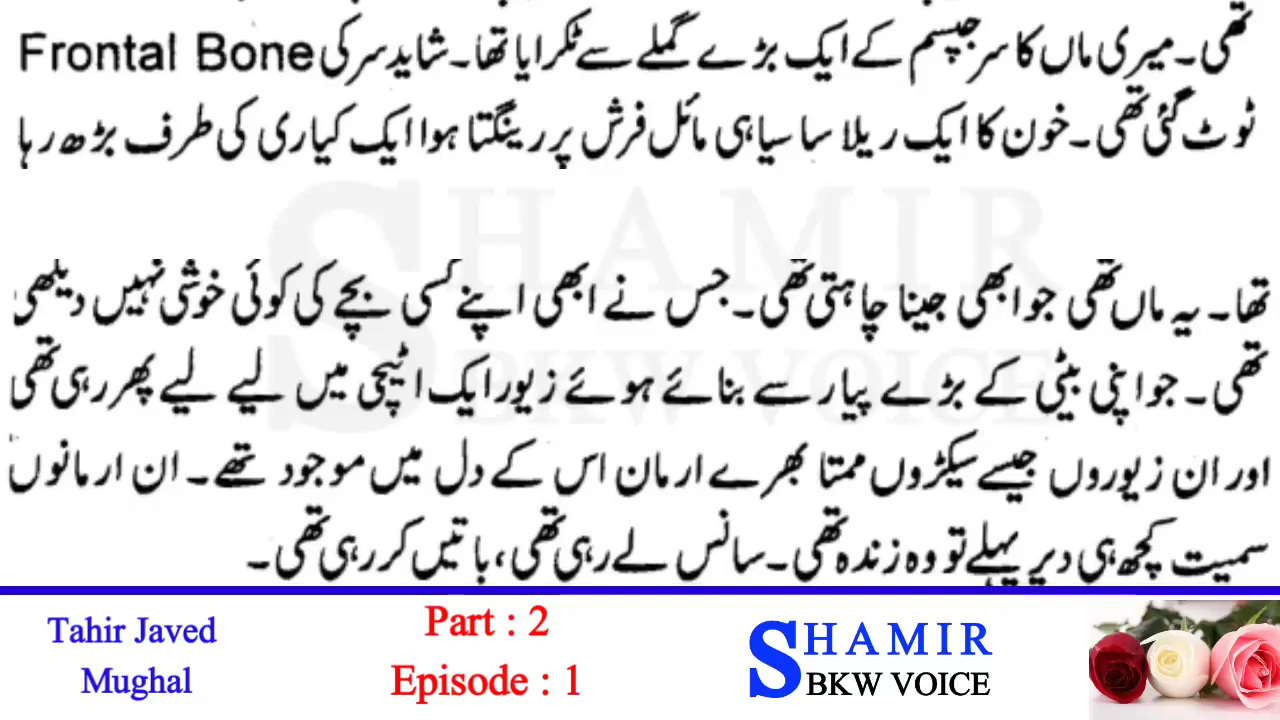 تھی۔ میری ماں کا سر جپسم کے ایک بڑے گملے سے ٹکرایا تھا۔ شاید سر کی Frontal Bone
ٹوٹ گئی تھی۔ خون کا ایک ریلا سا سیاہی مائل فرش پر رینگتا ہوا ایک کیاری کی طرف بڑھ رہا
تھا۔ یہ ماں تھی جو ابھی جینا چاہتی تھی۔ جس نے ابھی اپنے کسی بچے کی کوئی خوشی نہیں دیکھی
تھی۔ جو اپنی بیٹی کے بڑے پیار سے بنائے ہوئے زیور ایک اٹیچی میں لیے لیے پھر رہی تھی
اور ان زیوروں جیسے سیکڑوں ممتا بھرے ارمان اس کے دل میں موجود تھے۔ ان ارمانوں
سمیت کچھ ہی دیر پہلے تو وہ زندہ تھی۔ سانس لے رہی تھی، باتیں کر رہی تھی۔
SHAMIR
BKW VOICE
Tahir Javed
Mughal
Part : 2
Episode : 1
SHAMIR
BKW VOICE